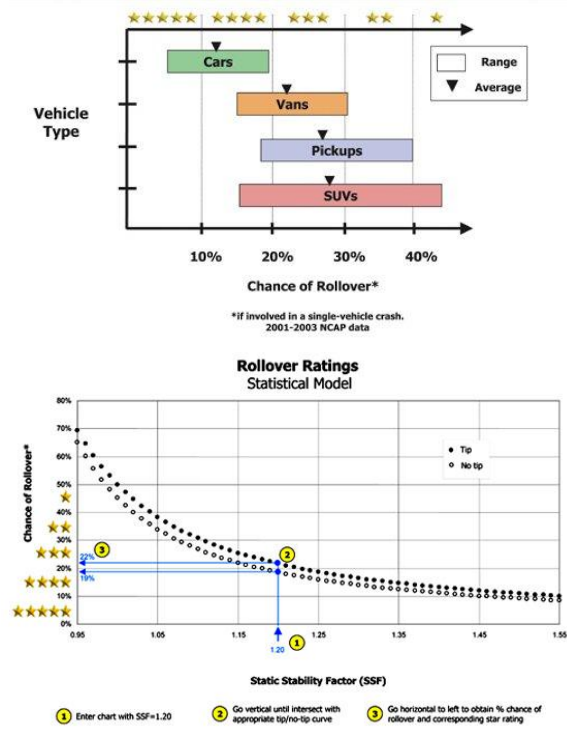 Cars
Vans
Pickups
SUVs
Range
Average
Vehicle
Type
10% 20% 30% 40%
Chance of Rollover*
*if involved in a single-vehicle crash.
2001-2003 NCAP data
Rollover Ratings
Statistical Model
Chance of Rollover*
80%
70%
60%
50%
40%
30%
20%
10%
0%
Tip
No tip
3
22%
2
19%
0.95 1.05 1.15 1.25 1.35 1.45 1.55
1
1.20
Static Stability Factor (SSF)
1 Enter chart with SSF=1.20
2 Go vertical until intersect with
appropriate tip/no-tip curve
3 Go horizontal to left to obtain % chance of
rollover and corresponding star rating